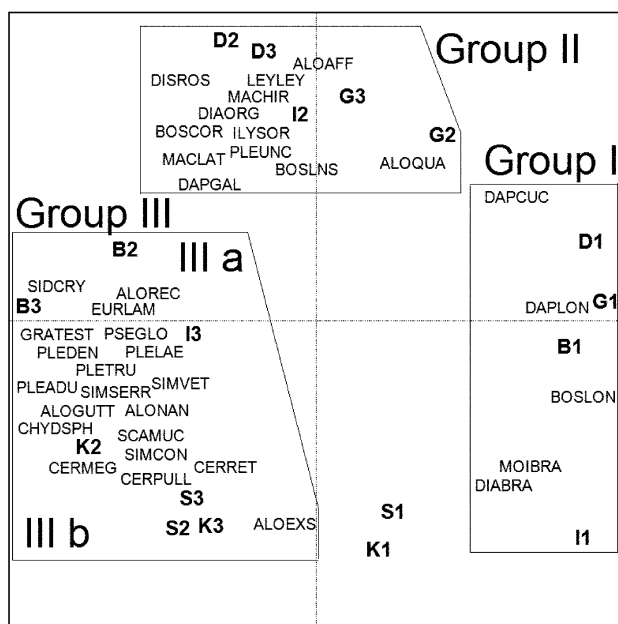 D2 D3
ALOAFF
Group II
DISROS LEYLEY
MACHIR G3
DIAORG I2
BOSCOR ILYSOR G2
PLEUNC
MACLAT BOSLNS ALOQUA
DAPGAL
Group I
DAPCUC
Group III
D1
B2 III a
SIDCRY ALOREC
B3 EURLAM
DAPLON G1
GRATEST PSEGLO I3
B1
PLEDEN PLELAE
PLETRU
PLEADU SIMSERR SIMVET
BOSLON
ALOGUTT ALONAN
CHYDSPH SCAMUC
K2 SIMCON
CERMEG CERRET
CERPULL
MOIBRA
DIABRA
S3
S2 K3 ALOEXS
S1
III b
K1
I1